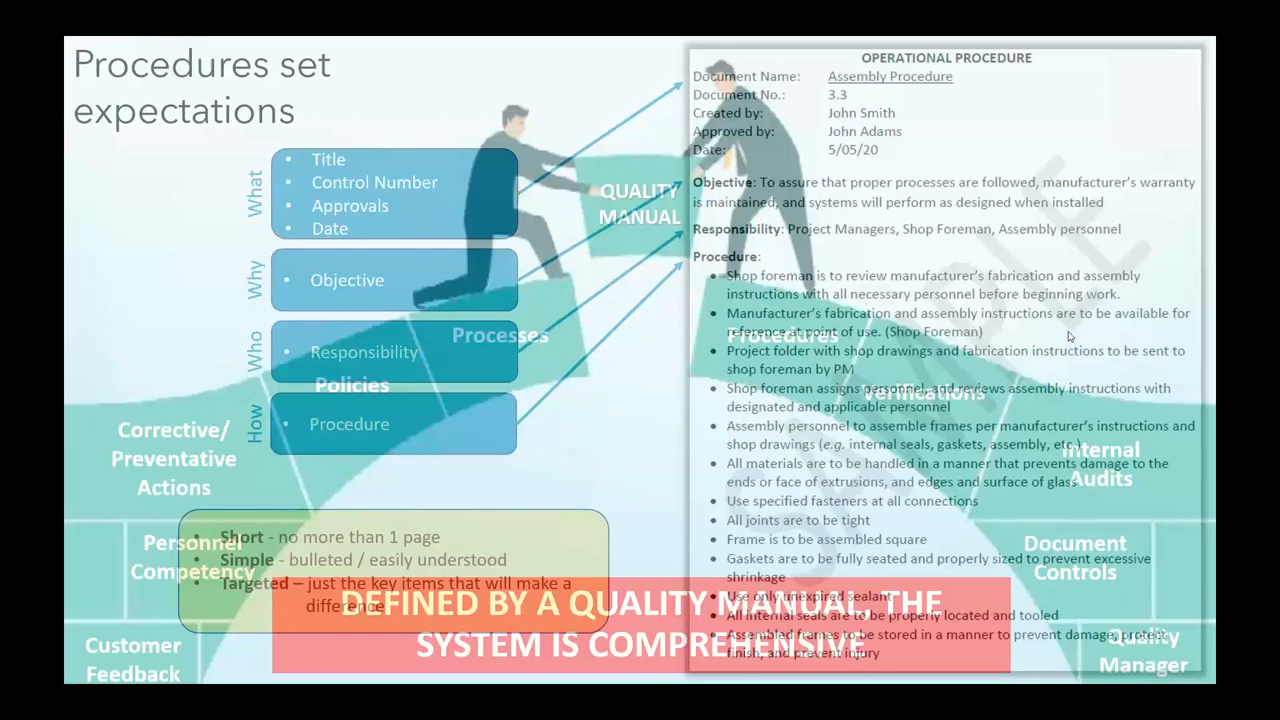 Procedures set
expectations
What
• Title
• Control Number
• Approvals
• Date
Why
• Objective
Who
• Responsibility
How
• Procedure
• Short - no more than 1 page
• Simple - bulleted / easily understood
• Targeted – just the key items that will make a
difference
OPERATIONAL PROCEDURE
Document Name: Assembly Procedure
Document No.: 3.3
Created by: John Smith
Approved by: John Adams
Date: 5/05/20
Objective: To assure that proper processes are followed, manufacturer's warranty
is maintained, and systems will perform as designed when installed
Responsibility: Project Managers, Shop Foreman, Assembly personnel
Procedure:
• Shop foreman is to review manufacturer's fabrication and assembly
instructions with all necessary personnel before beginning work.
• Manufacturer's fabrication and assembly instructions are to be available for
reference at point of use. (Shop Foreman)
• Project folder with shop drawings and fabrication instructions to be sent to
shop foreman by PM
• Shop foreman assigns personnel, and reviews assembly instructions with
designated and applicable personnel
• Assembly personnel to assemble frames per manufacturer's instructions and
shop drawings (e.g. internal seals, gaskets, assembly, etc.)
• All materials are to be handled in a manner that prevents damage to the
ends or face of extrusions, and edges and surface of glass
• Use specified fasteners at all connections
• All joints are to be tight
• Frame is to be assembled square
• Gaskets are to be fully seated and properly sized to prevent excessive
shrinkage
• Use only unexpired sealant
• All internal seals are to be properly located and tooled
• Assembled frames to be stored in a manner to prevent damage, protect
finish, and prevent injury
SAMPLE
QUALITY
MANUAL
Processes
Procedures
Policies
Verifications
Corrective/
Preventative
Actions
Internal
Audits
Personnel
Competency
Document
Controls
Customer
Feedback
Quality
Manager
DEFINED BY A QUALITY MANUAL, THE
SYSTEM IS COMPREHENSIVE